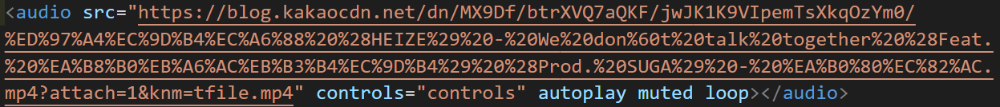 <audio src="https://blog.kakaocdn.net/dn/MX9Df/btrXVQ7aQKF/jwJK1K9VIpemTsXkqOzYm0/
%ED%97%A4%EC%9D%B4%EC%A6%88%20%28HEIZE%29%20-%20We%20don%60t%20talk%20together%20%28Feat.
%20%EA%B8%B0%EB%A6%AC%EB%B3%B4%EC%9D%B4%29%20%28Prod.%20SUGA%29%20-%20%EA%B0%80%EC%82%AC.
mp4?attach=1&knm=tfile.mp4" controls="controls" autoplay muted loop></audio>